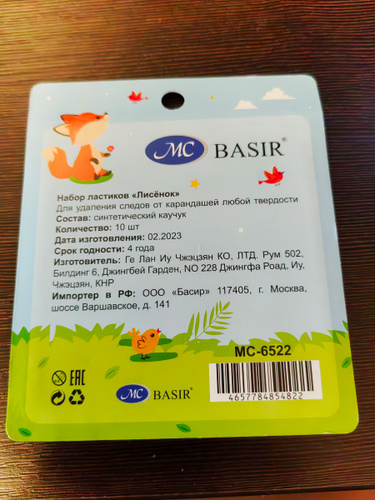 MC BASIR®
Набор ластиков «Лисёнок»
Для удаления следов от карандашей любой твердости
Состав: синтетический каучук
Количество: 10 шт
Дата изготовления: 02.2023
Срок годности: 4 года
Изготовитель: Ге Лан Иу Чжэцзян КО, ЛТД. Рум 502,
Билдинг 6, Джингбей Гарден, NO 228 Джингфа Роад, Иу,
Чжэцзян, КНР
Импортер в РФ: ООО «Басир» 117405, г. Москва,
шоссе Варшавское, д. 141
МС-6522
EAC
MC BASIR®
4657784854822